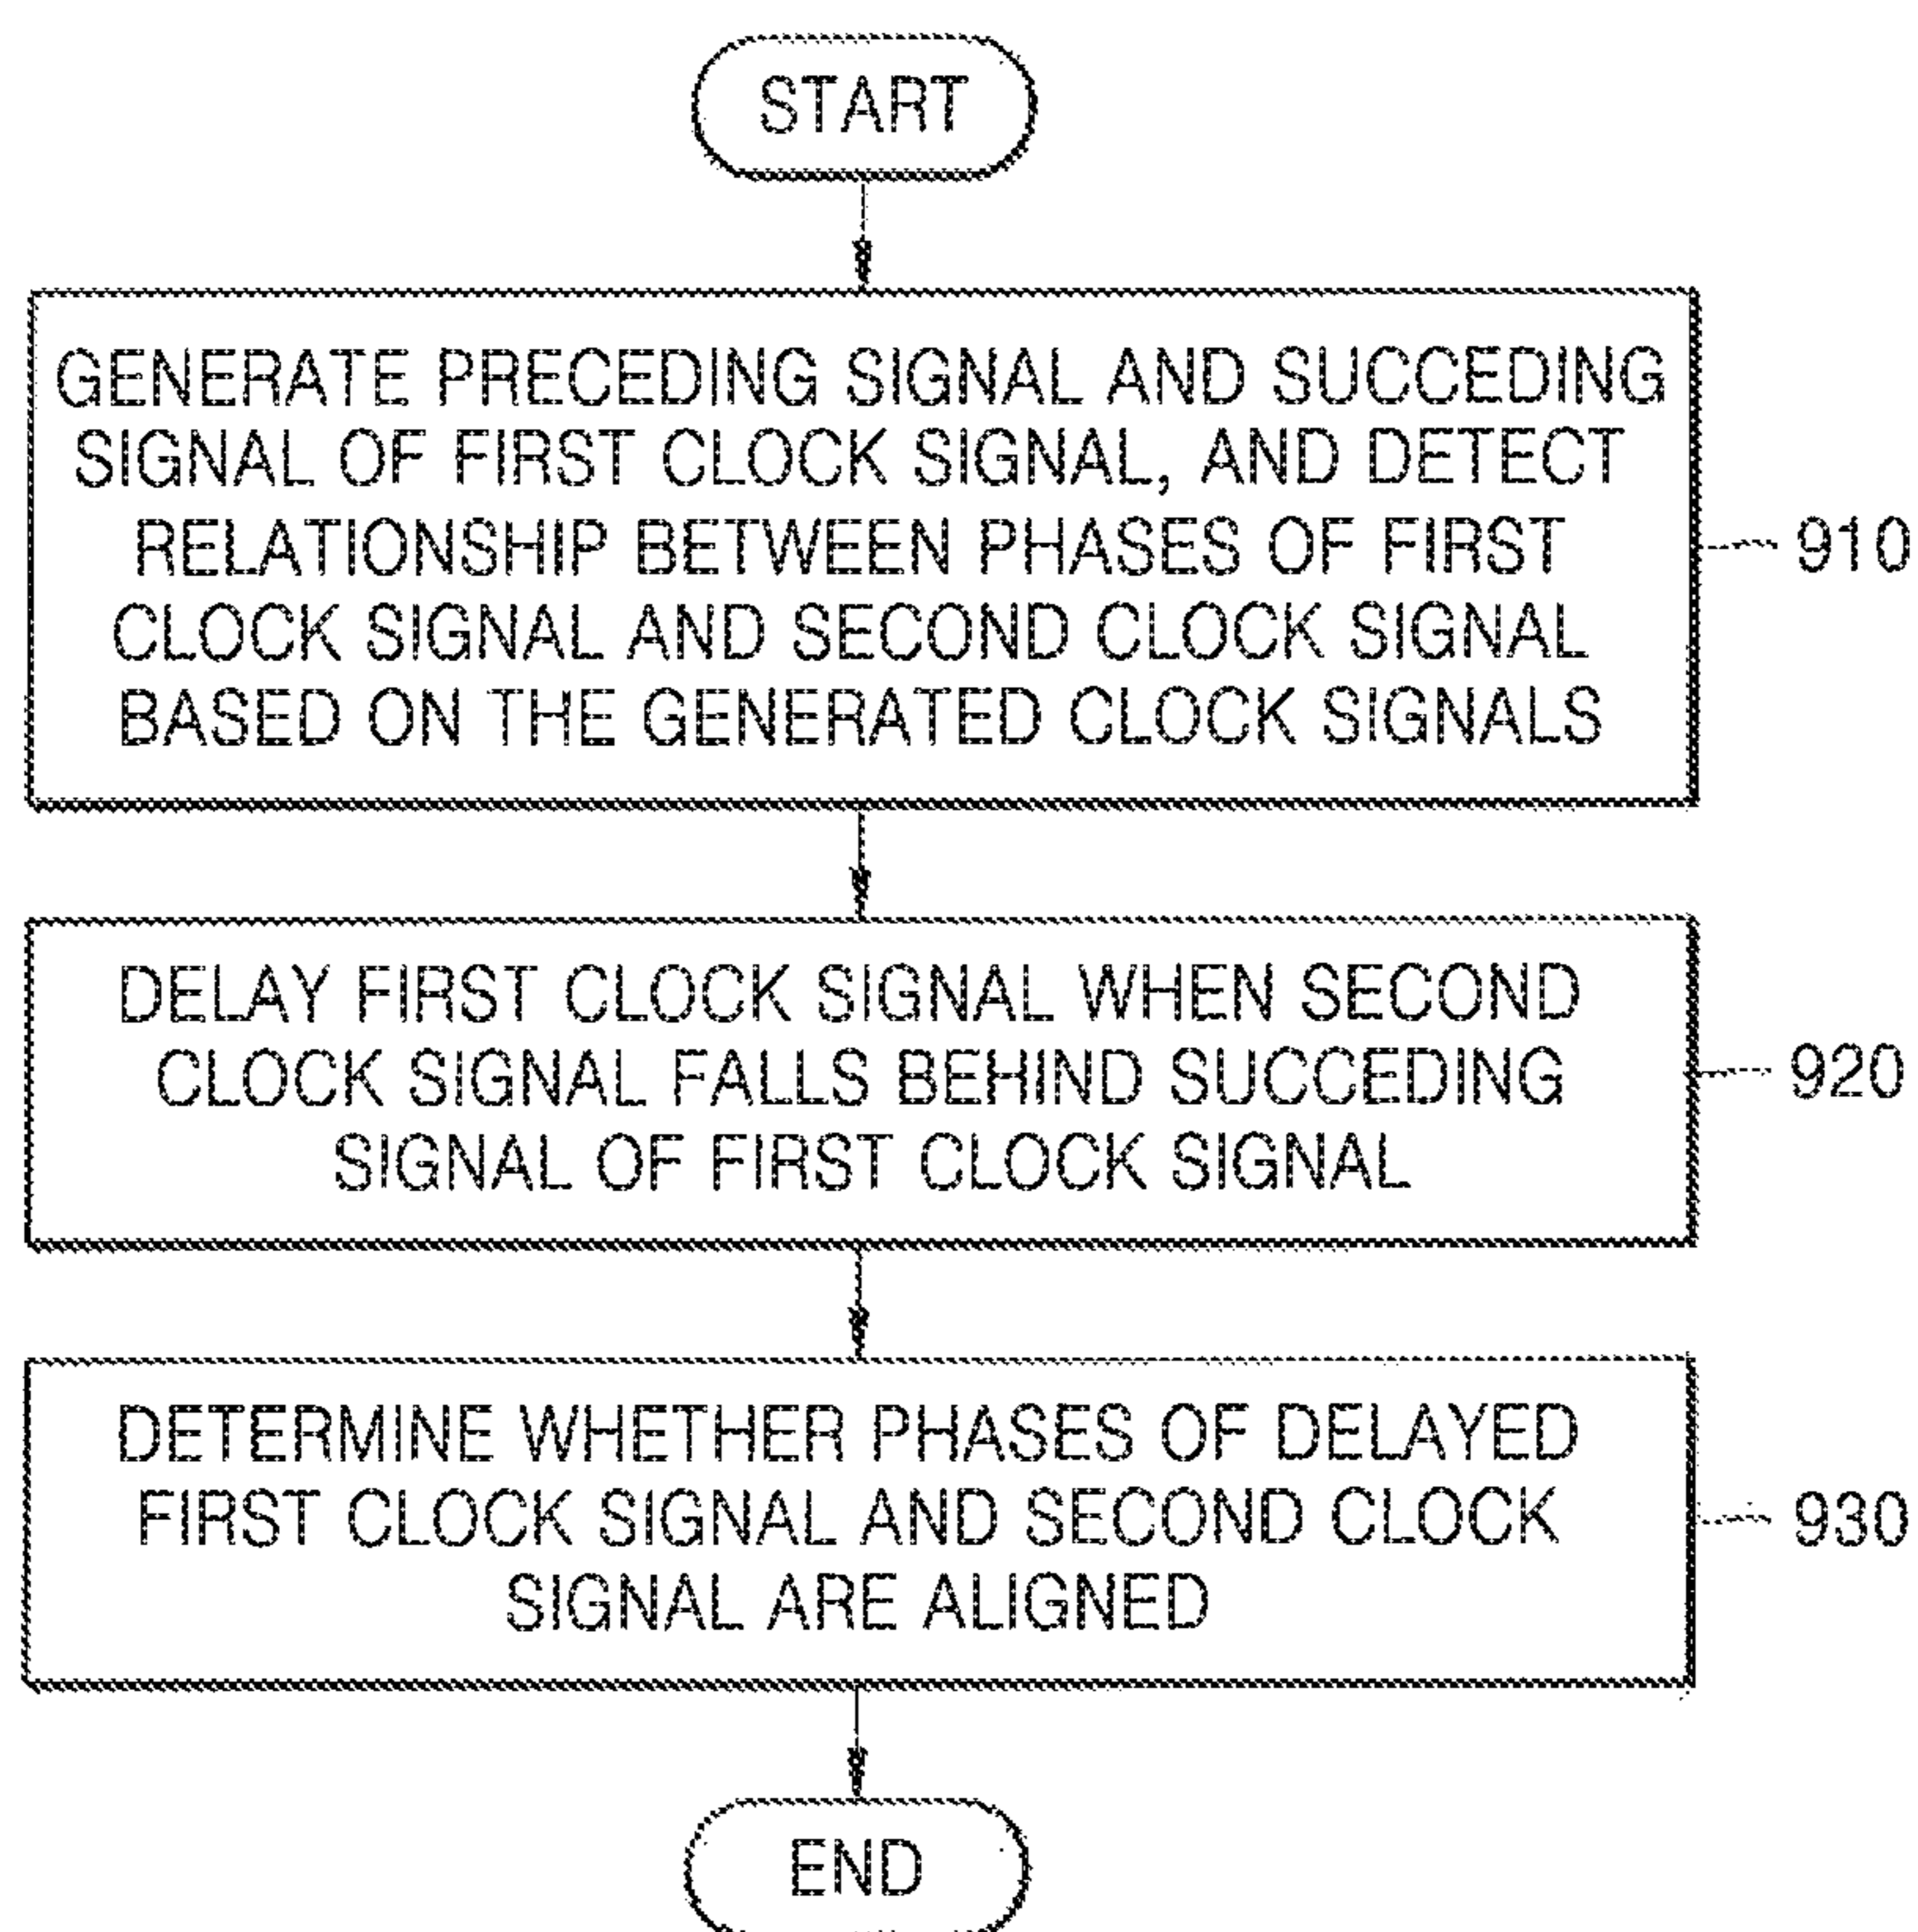 START
GENERATE PRECEDING SIGNAL AND SUCCEDING
SIGNAL OF FIRST CLOCK SIGNAL, AND DETECT
RELATIONSHIP BETWEEN PHASES OF FIRST
CLOCK SIGNAL AND SECOND CLOCK SIGNAL
BASED ON THE GENERATED CLOCK SIGNALS
910
DELAY FIRST CLOCK SIGNAL WHEN SECOND
CLOCK SIGNAL FALLS BEHIND SUCCEDING
SIGNAL OF FIRST CLOCK SIGNAL
920
DETERMINE WHETHER PHASES OF DELAYED
FIRST CLOCK SIGNAL AND SECOND CLOCK
SIGNAL ARE ALIGNED
930
END